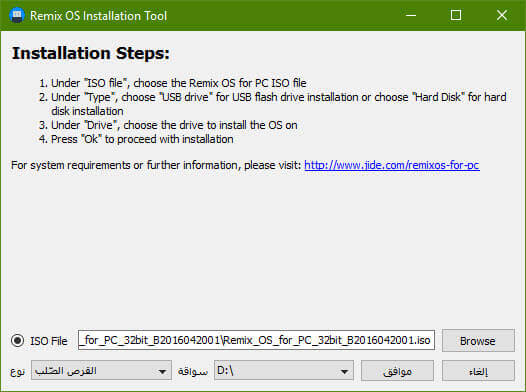 Remix OS Installation Tool
Installation Steps:
1. Under "ISO file", choose the Remix OS for PC ISO file
2. Under "Type", choose "USB drive" for USB flash drive installation or choose "Hard Disk" for hard
disk installation
3. Under "Drive", choose the drive to install the OS on
4. Press "Ok" to proceed with installation
For system requirements or further information, please visit: http://www.jide.com/remixos-for-pc
ISO File _for_PC_32bit_B2016042001\Remix_OS_for_PC_32bit_B2016042001.iso Browse
نوع القرص الصّلب سواقة D:\ موافق إلغاء